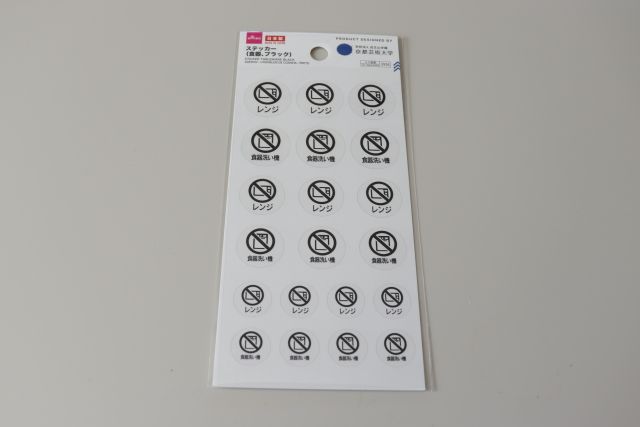 DAISO
日本製
ステッカー
(食器、ブラック)
PRODUCT DESIGNED BY
京都芸術大学
レンジ レンジ レンジ
食器洗い機 食器洗い機 食器洗い機
レンジ レンジ レンジ
食器洗い機 食器洗い機 食器洗い機
レンジ レンジ レンジ レンジ
食器洗い機 食器洗い機 食器洗い機 食器洗い機